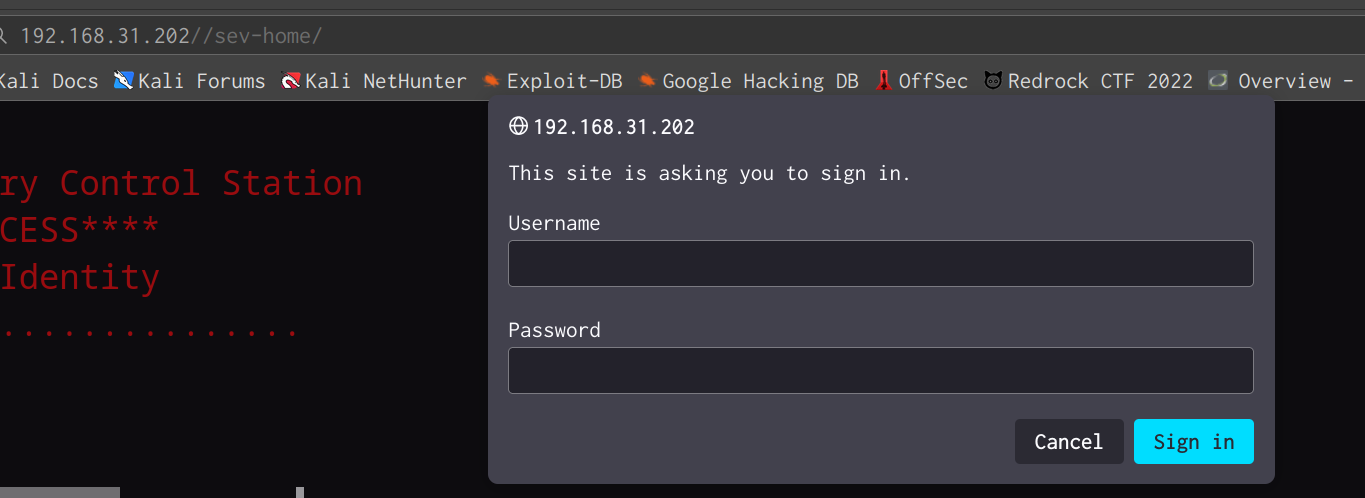 192.168.31.202//sev-home/
Kali Docs Kali Forums Kali NetHunter Exploit-DB Google Hacking DB OffSec Redrock CTF 2022 Overview -
192.168.31.202
This site is asking you to sign in.
ry Control Station
CESS****
Identity
...............
Username
Password
Cancel Sign in